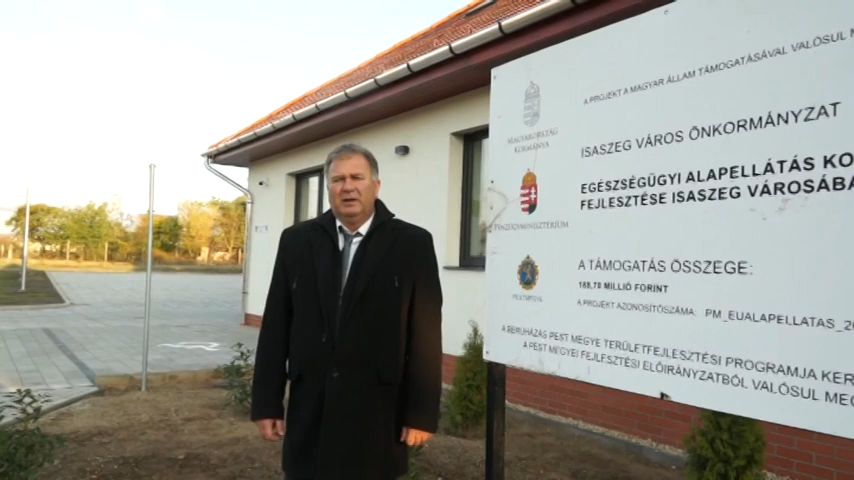 A PROJEKT A MAGYAR ÁLLAM TÁMOGATÁSÁVAL VALÓSUL
MAGYARORSZÁG
KORMÁNYA
ISASZEG VÁROS ÖNKORMÁNYZAT
EGÉSZSÉGÜGYI ALAPELLÁTÁS KO
FEJLESZTÉSE ISASZEG VÁROSÁBA
PÉNZÜGYMINISZTÉRIUM
A TÁMOGATÁS ÖSSZEGE:
188,70 MILLIÓ FORINT
A PROJEKT AZONOSÍTÓSZÁMA: PM_EUALAPELLATAS_20
PEST MEGYE
A BERUHÁZÁS PEST MEGYE TERÜLETFEJLESZTÉSI PROGRAMJA KER
A PEST MEGYEI FEJLESZTÉSI ELŐIRÁNYZATBÓL VALÓSUL MEG